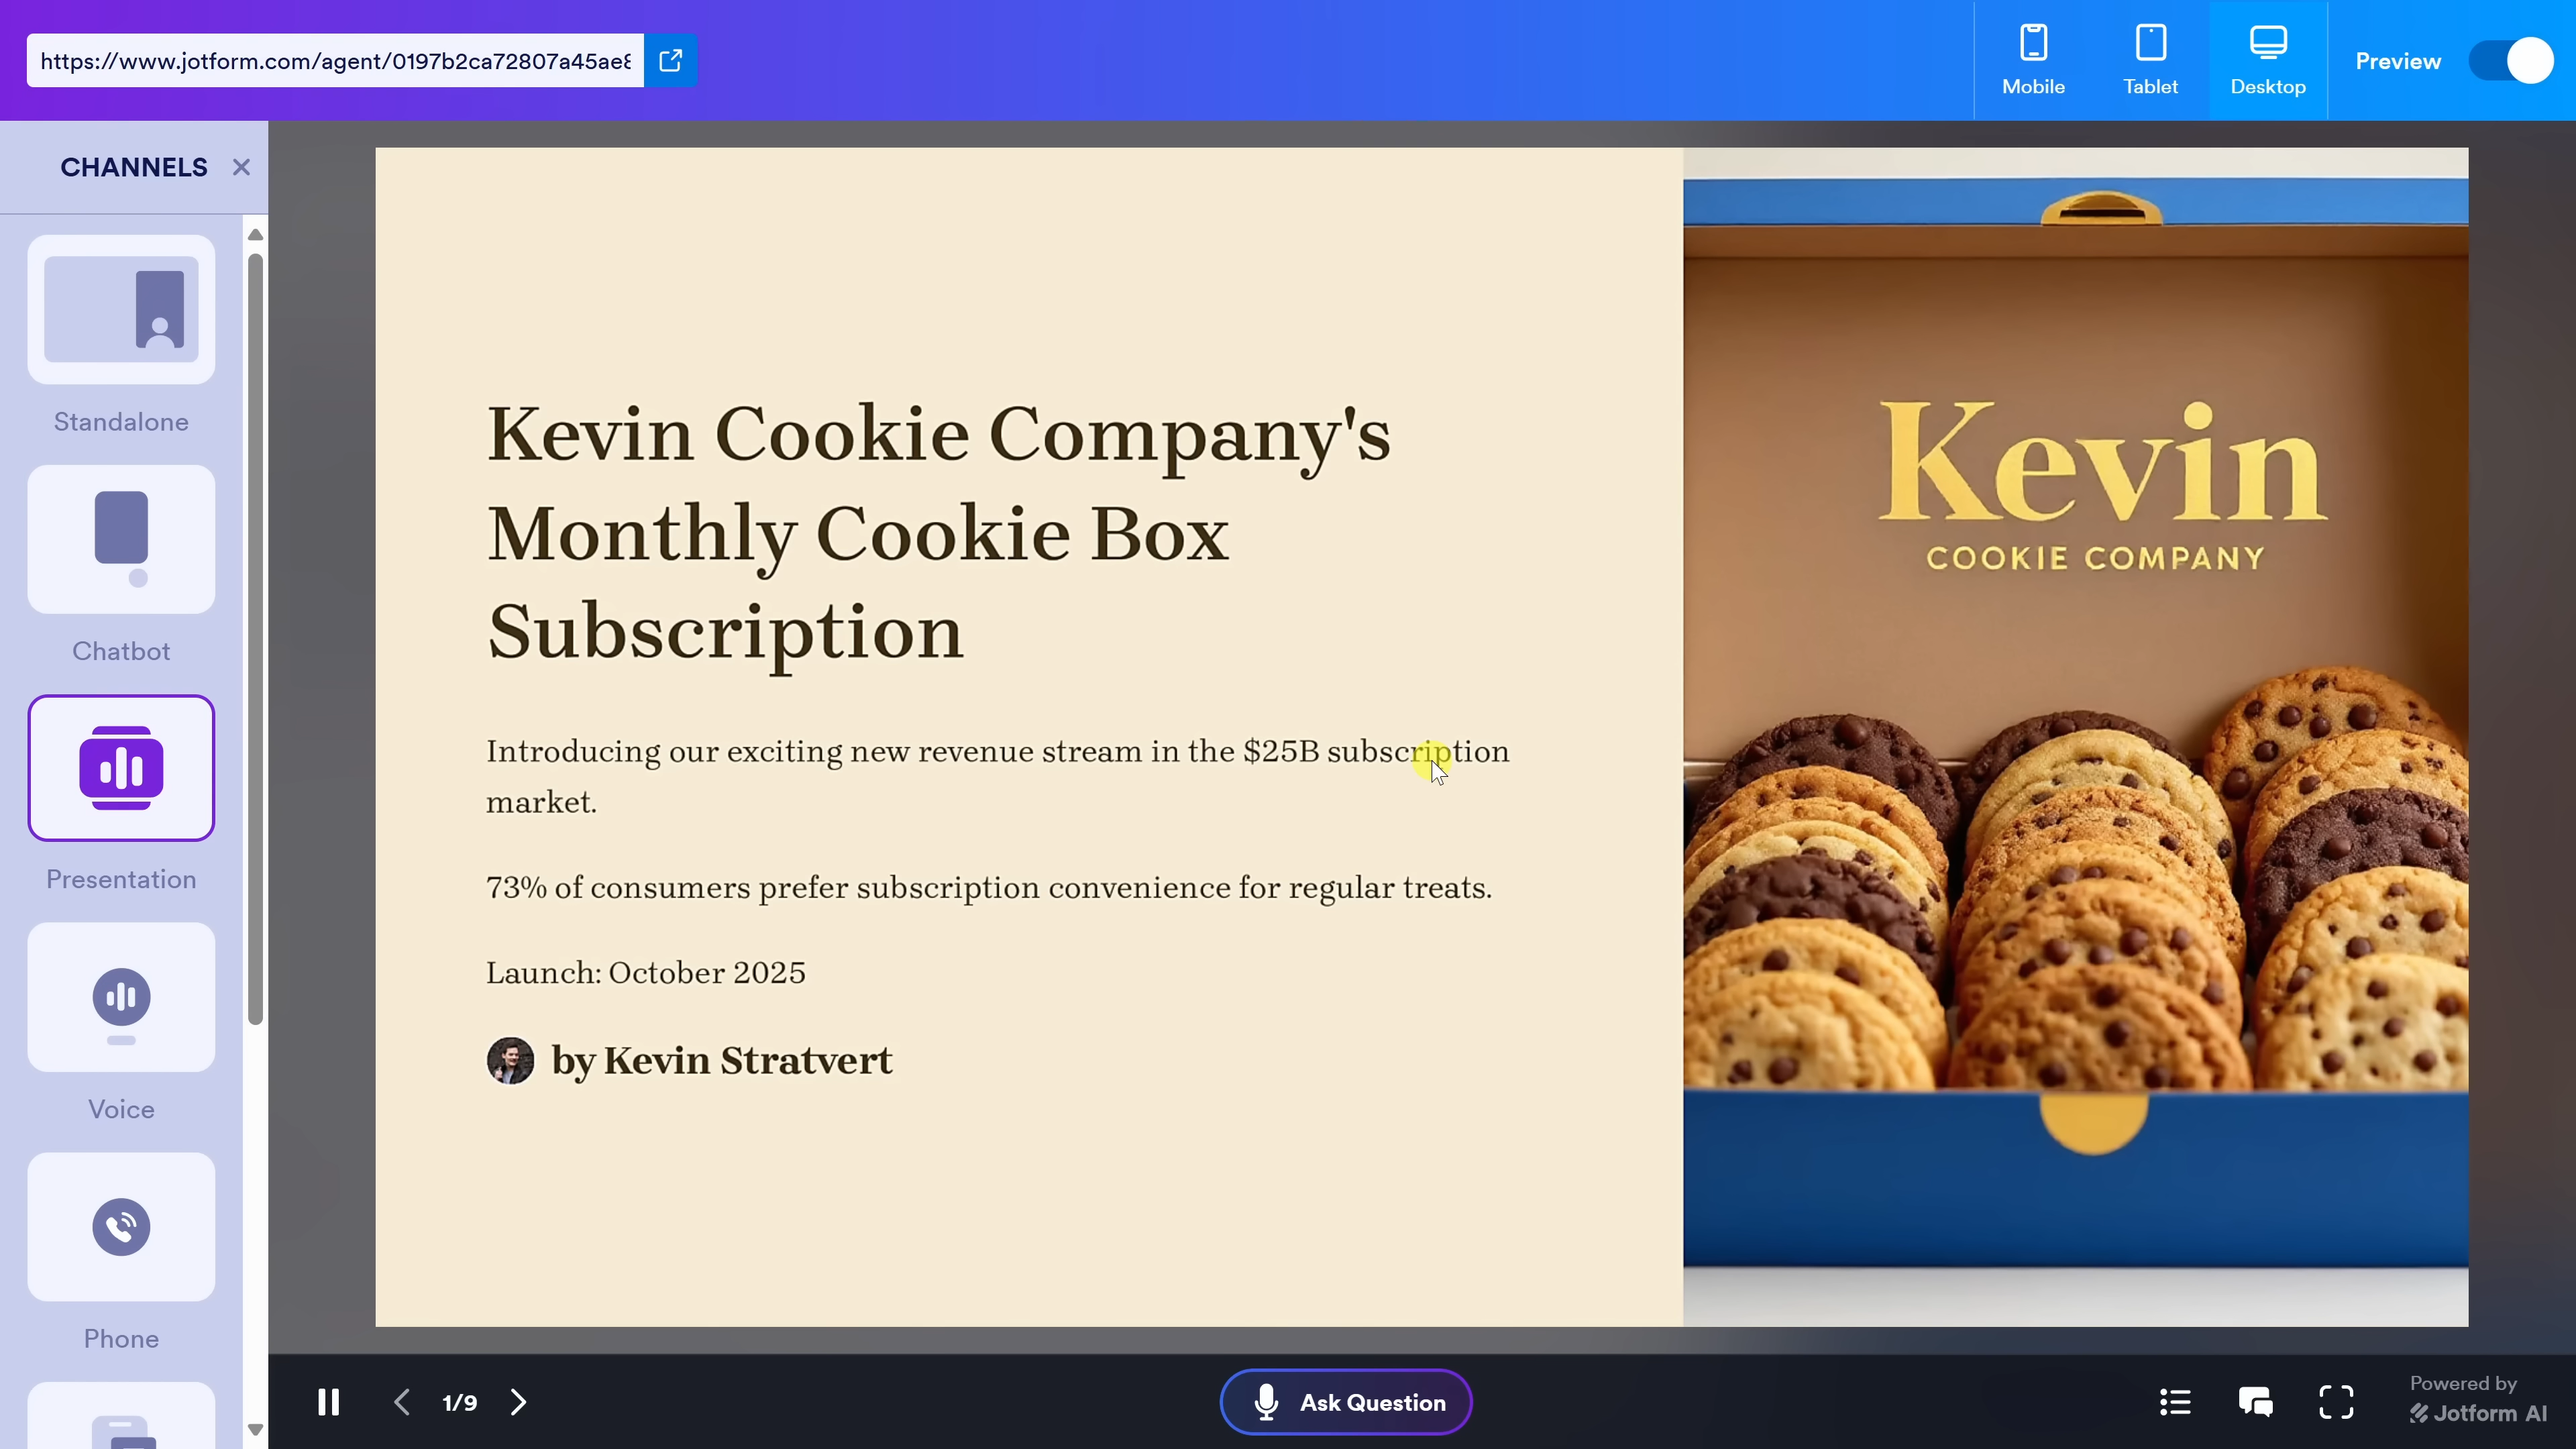 https://www.jotform.com/agent/0197b2ca72807a45ae8
Mobile
Tablet
Desktop
Preview
CHANNELS
Standalone
Chatbot
Presentation
Voice
Phone
Kevin Cookie Company's
Monthly Cookie Box
Subscription
Introducing our exciting new revenue stream in the $25B subscription
market.
73% of consumers prefer subscription convenience for regular treats.
Launch: October 2025
by Kevin Stratvert
Kevin
COOKIE COMPANY
1/9
Ask Question
Powered by
Jotform AI